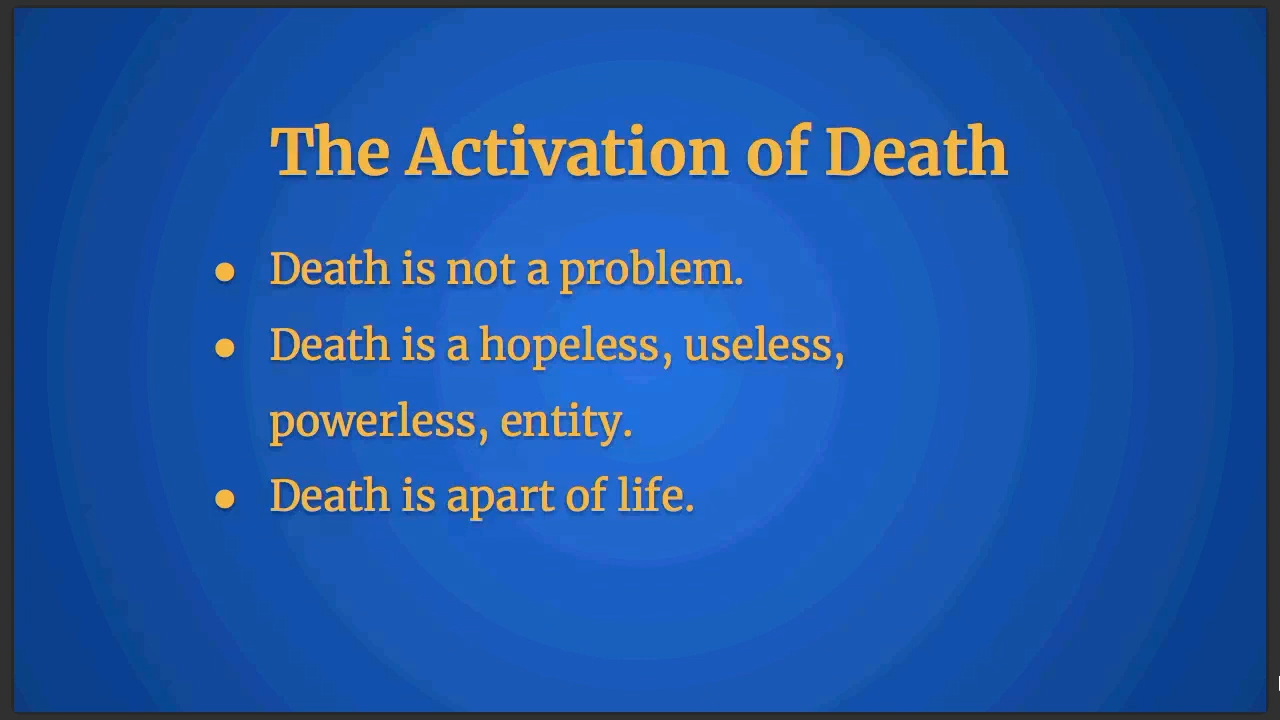 The Activation of Death
● Death is not a problem.
● Death is a hopeless, useless,
powerless, entity.
● Death is apart of life.